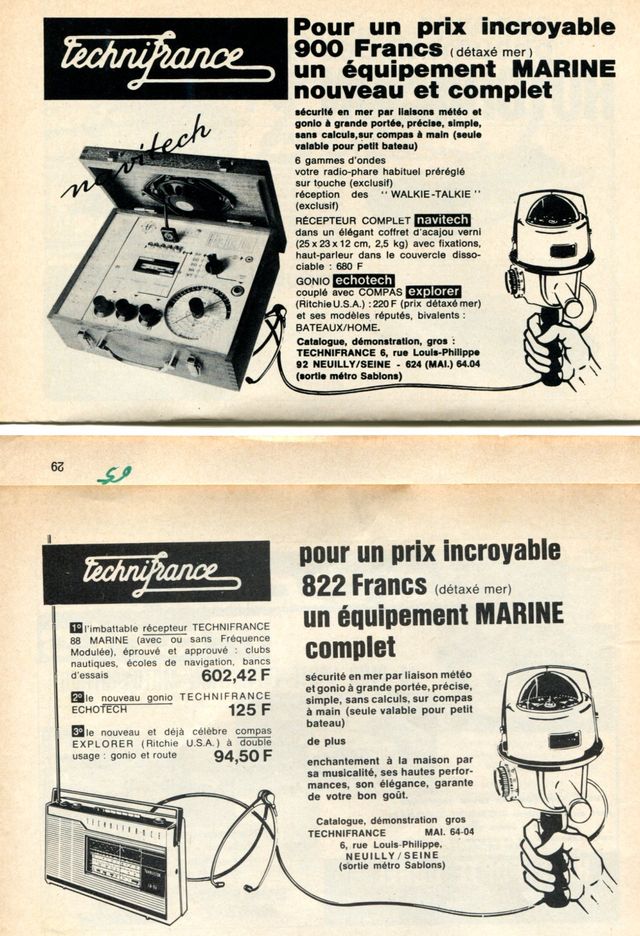 Technifrance
Pour un prix incroyable
900 Francs (détaxé mer)
un équipement MARINE
nouveau et complet
navitech
sécurité en mer par liaisons météo et
gonio à grande portée, précise, simple,
sans calculs,sur compas à main (seule
valable pour petit bateau)
6 gammes d'ondes
votre radio-phare habituel préréglé
sur touche (exclusif)
réception des "WALKIE-TALKIE"
(exclusif)
RÉCEPTEUR COMPLET navitech
dans un élégant coffret d'acajou verni
(25 x 23 x 12 cm, 2,5 kg) avec fixations,
haut-parleur dans le couvercle disso-
ciable : 680 F
GONIO echotech
couplé avec COMPAS explorer
(Ritchie U.S.A.) : 220 F (prix détaxé mer)
et ses modèles réputés, bivalents :
BATEAUX/HOME.
Catalogue, démonstration, gros :
TECHNIFRANCE 6, rue Louis-Philippe
92 NEUILLY/SEINE - 624 (MAI.) 64.04
(sortie métro Sablons)
29
65
Technifrance
pour un prix incroyable
822 Francs (détaxé mer)
un équipement MARINE
complet
1º l'imbattable récepteur TECHNIFRANCE
88 MARINE (avec ou sans Fréquence
Modulée), éprouvé et approuvé : clubs
nautiques, écoles de navigation, bancs
d'essais 602,42 F
2º le nouveau gonio TECHNIFRANCE
ECHOTECH 125 F
3º le nouveau et déjà célèbre compas
EXPLORER (Ritchie U.S.A.) à double
usage : gonio et route 94,50 F
sécurité en mer par liaison météo
et gonio à grande portée, précise,
simple, sans calculs, sur compas
à main (seule valable pour petit
bateau)
de plus
enchantement à la maison par
sa musicalité, ses hautes perfor-
mances, son élégance, garante
de votre bon goût.
Catalogue, démonstration gros
TECHNIFRANCE MAI. 64-04
6, rue Louis-Philippe,
NEUILLY/SEINE
(sortie métro Sablons)
TECHNIFRANCE